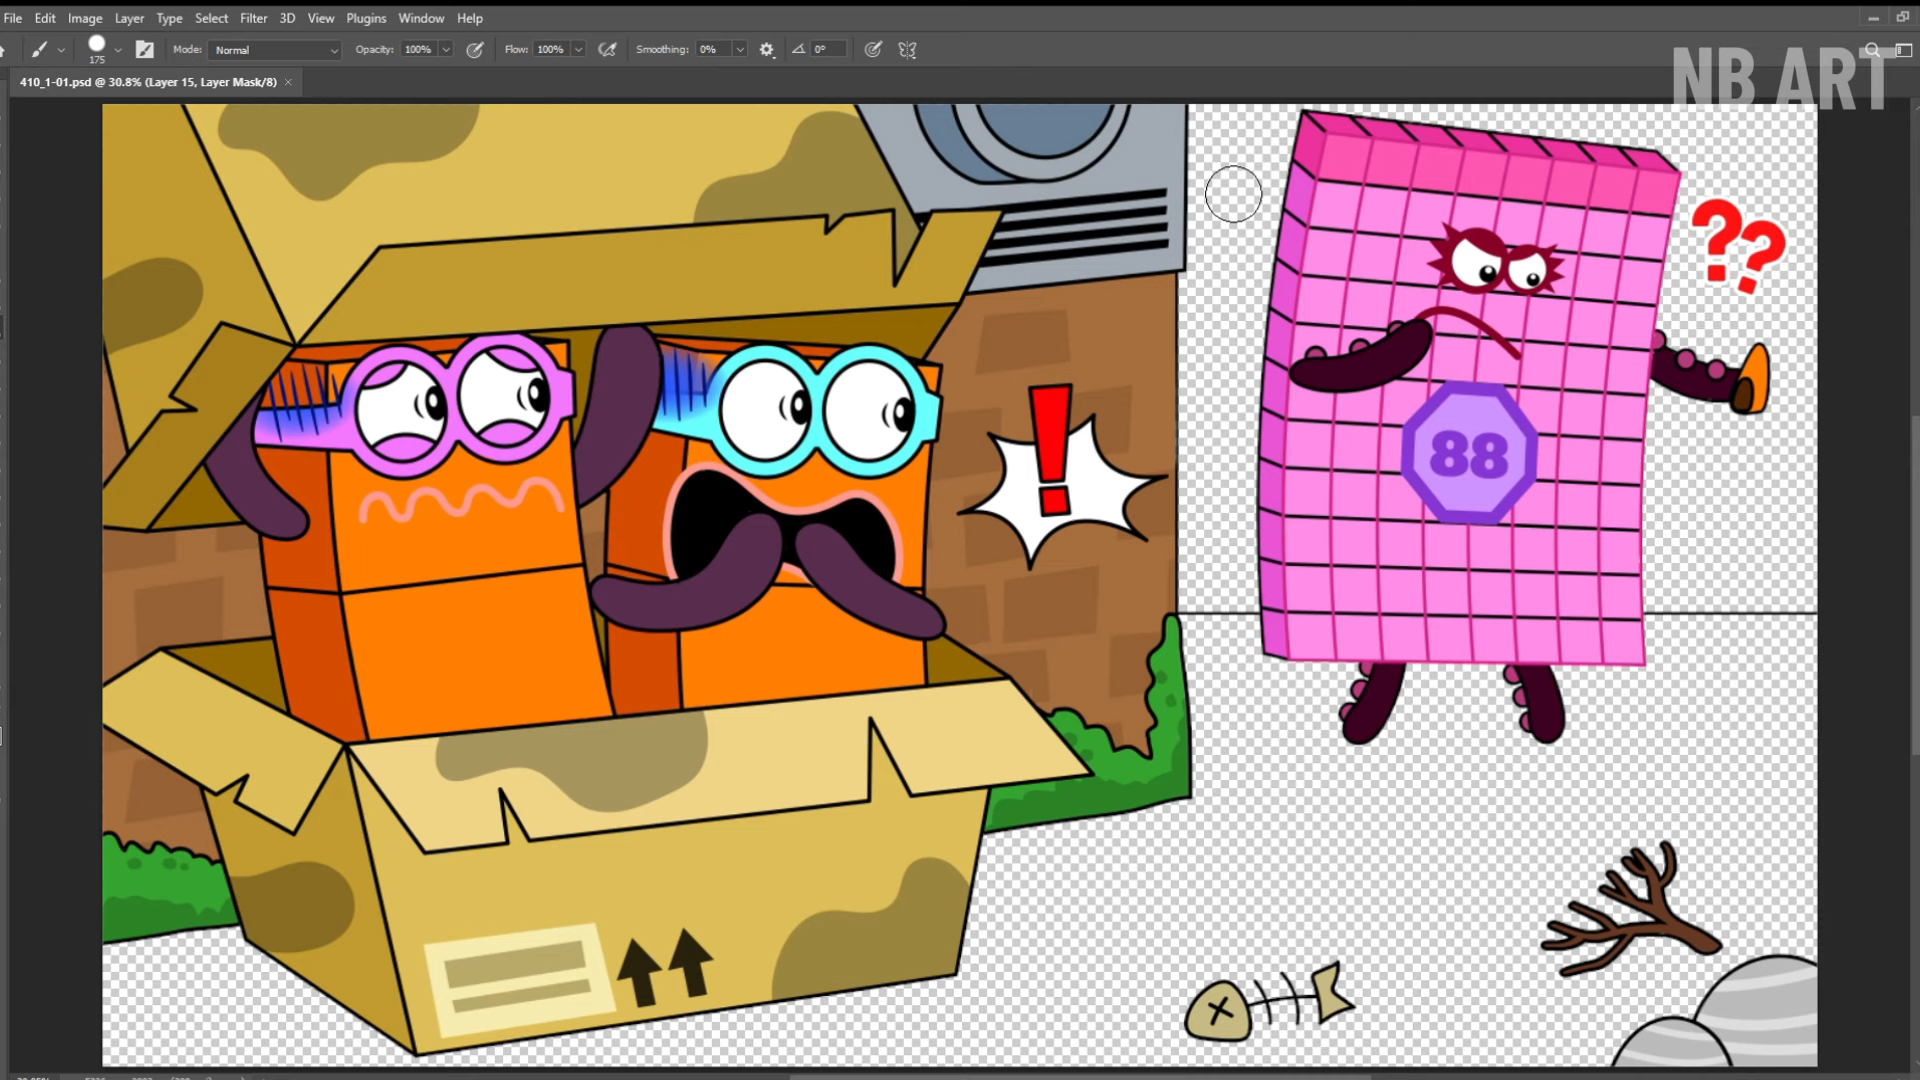 File Edit Image Layer Type Select Filter 3D View Plugins Window Help
175 Mode: Normal Opacity: 100% Flow: 100% Smoothing: 0% 0°
NB ART
410_1-01.psd @ 30.8% (Layer 15, Layer Mask/8) ×
??
!
88